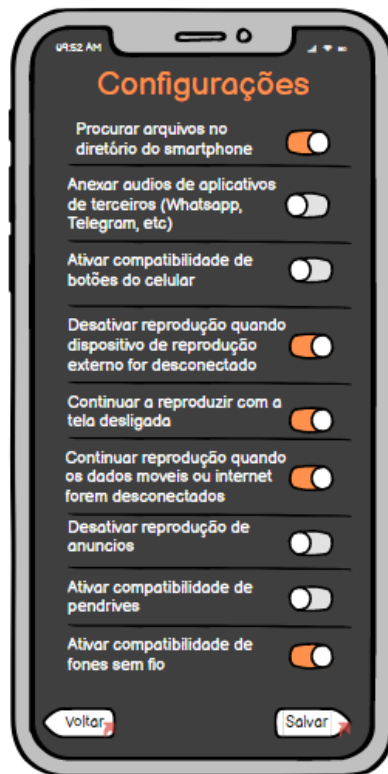 09:52 AM
Configurações
Procurar arquivos no
diretório do smartphone
Anexar audios de aplicativos
de terceiros (Whatsapp,
Telegram, etc)
Ativar compatibilidade de
botões do celular
Desativar reprodução quando
dispositivo de reprodução
externo for desconectado
Continuar a reproduzir com a
tela desligada
Continuar reprodução quando
os dados moveis ou internet
forem desconectados
Desativar reprodução de
anuncios
Ativar compatibilidade de
pendrives
Ativar compatibilidade de
fones sem fio
Voltar
Salvar